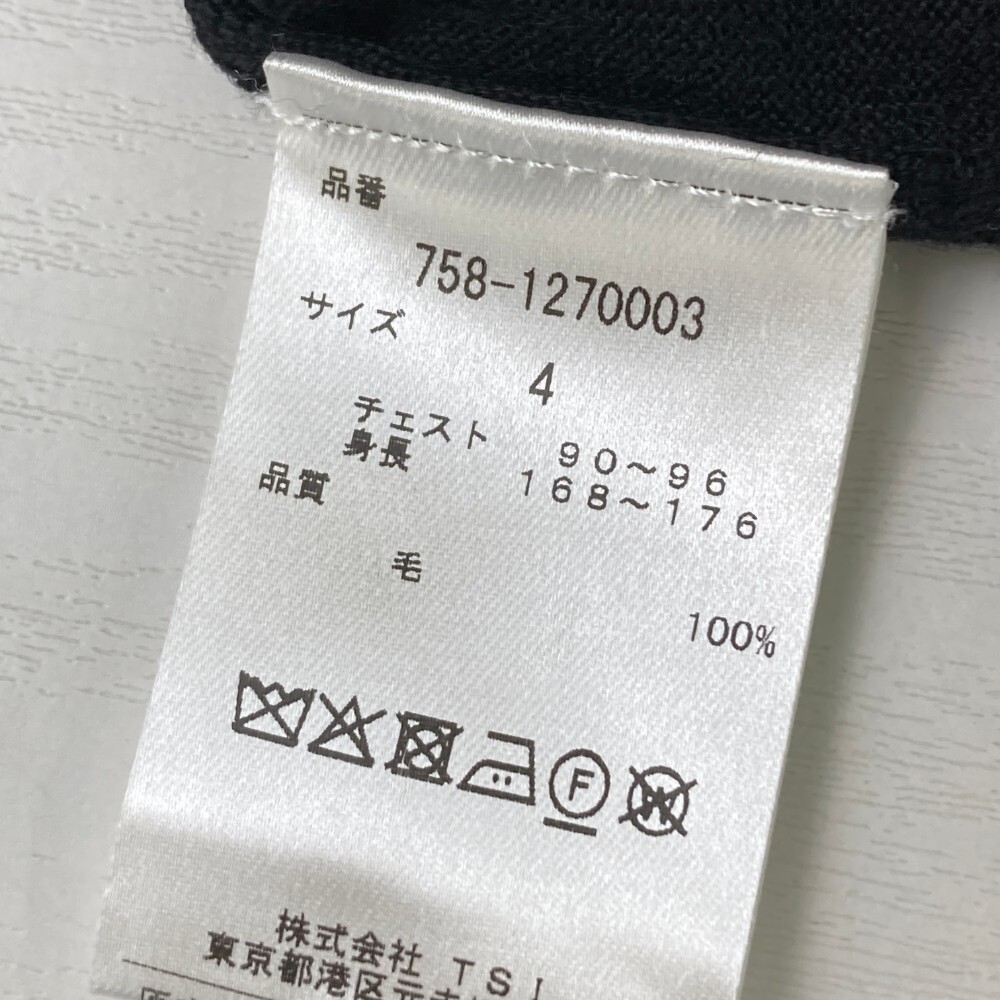 品番
758-1270003
サイズ
4
チェスト 90～96
身長 168～176
品質
毛
100%
F
W
株式会社 TSI
東京都港区元